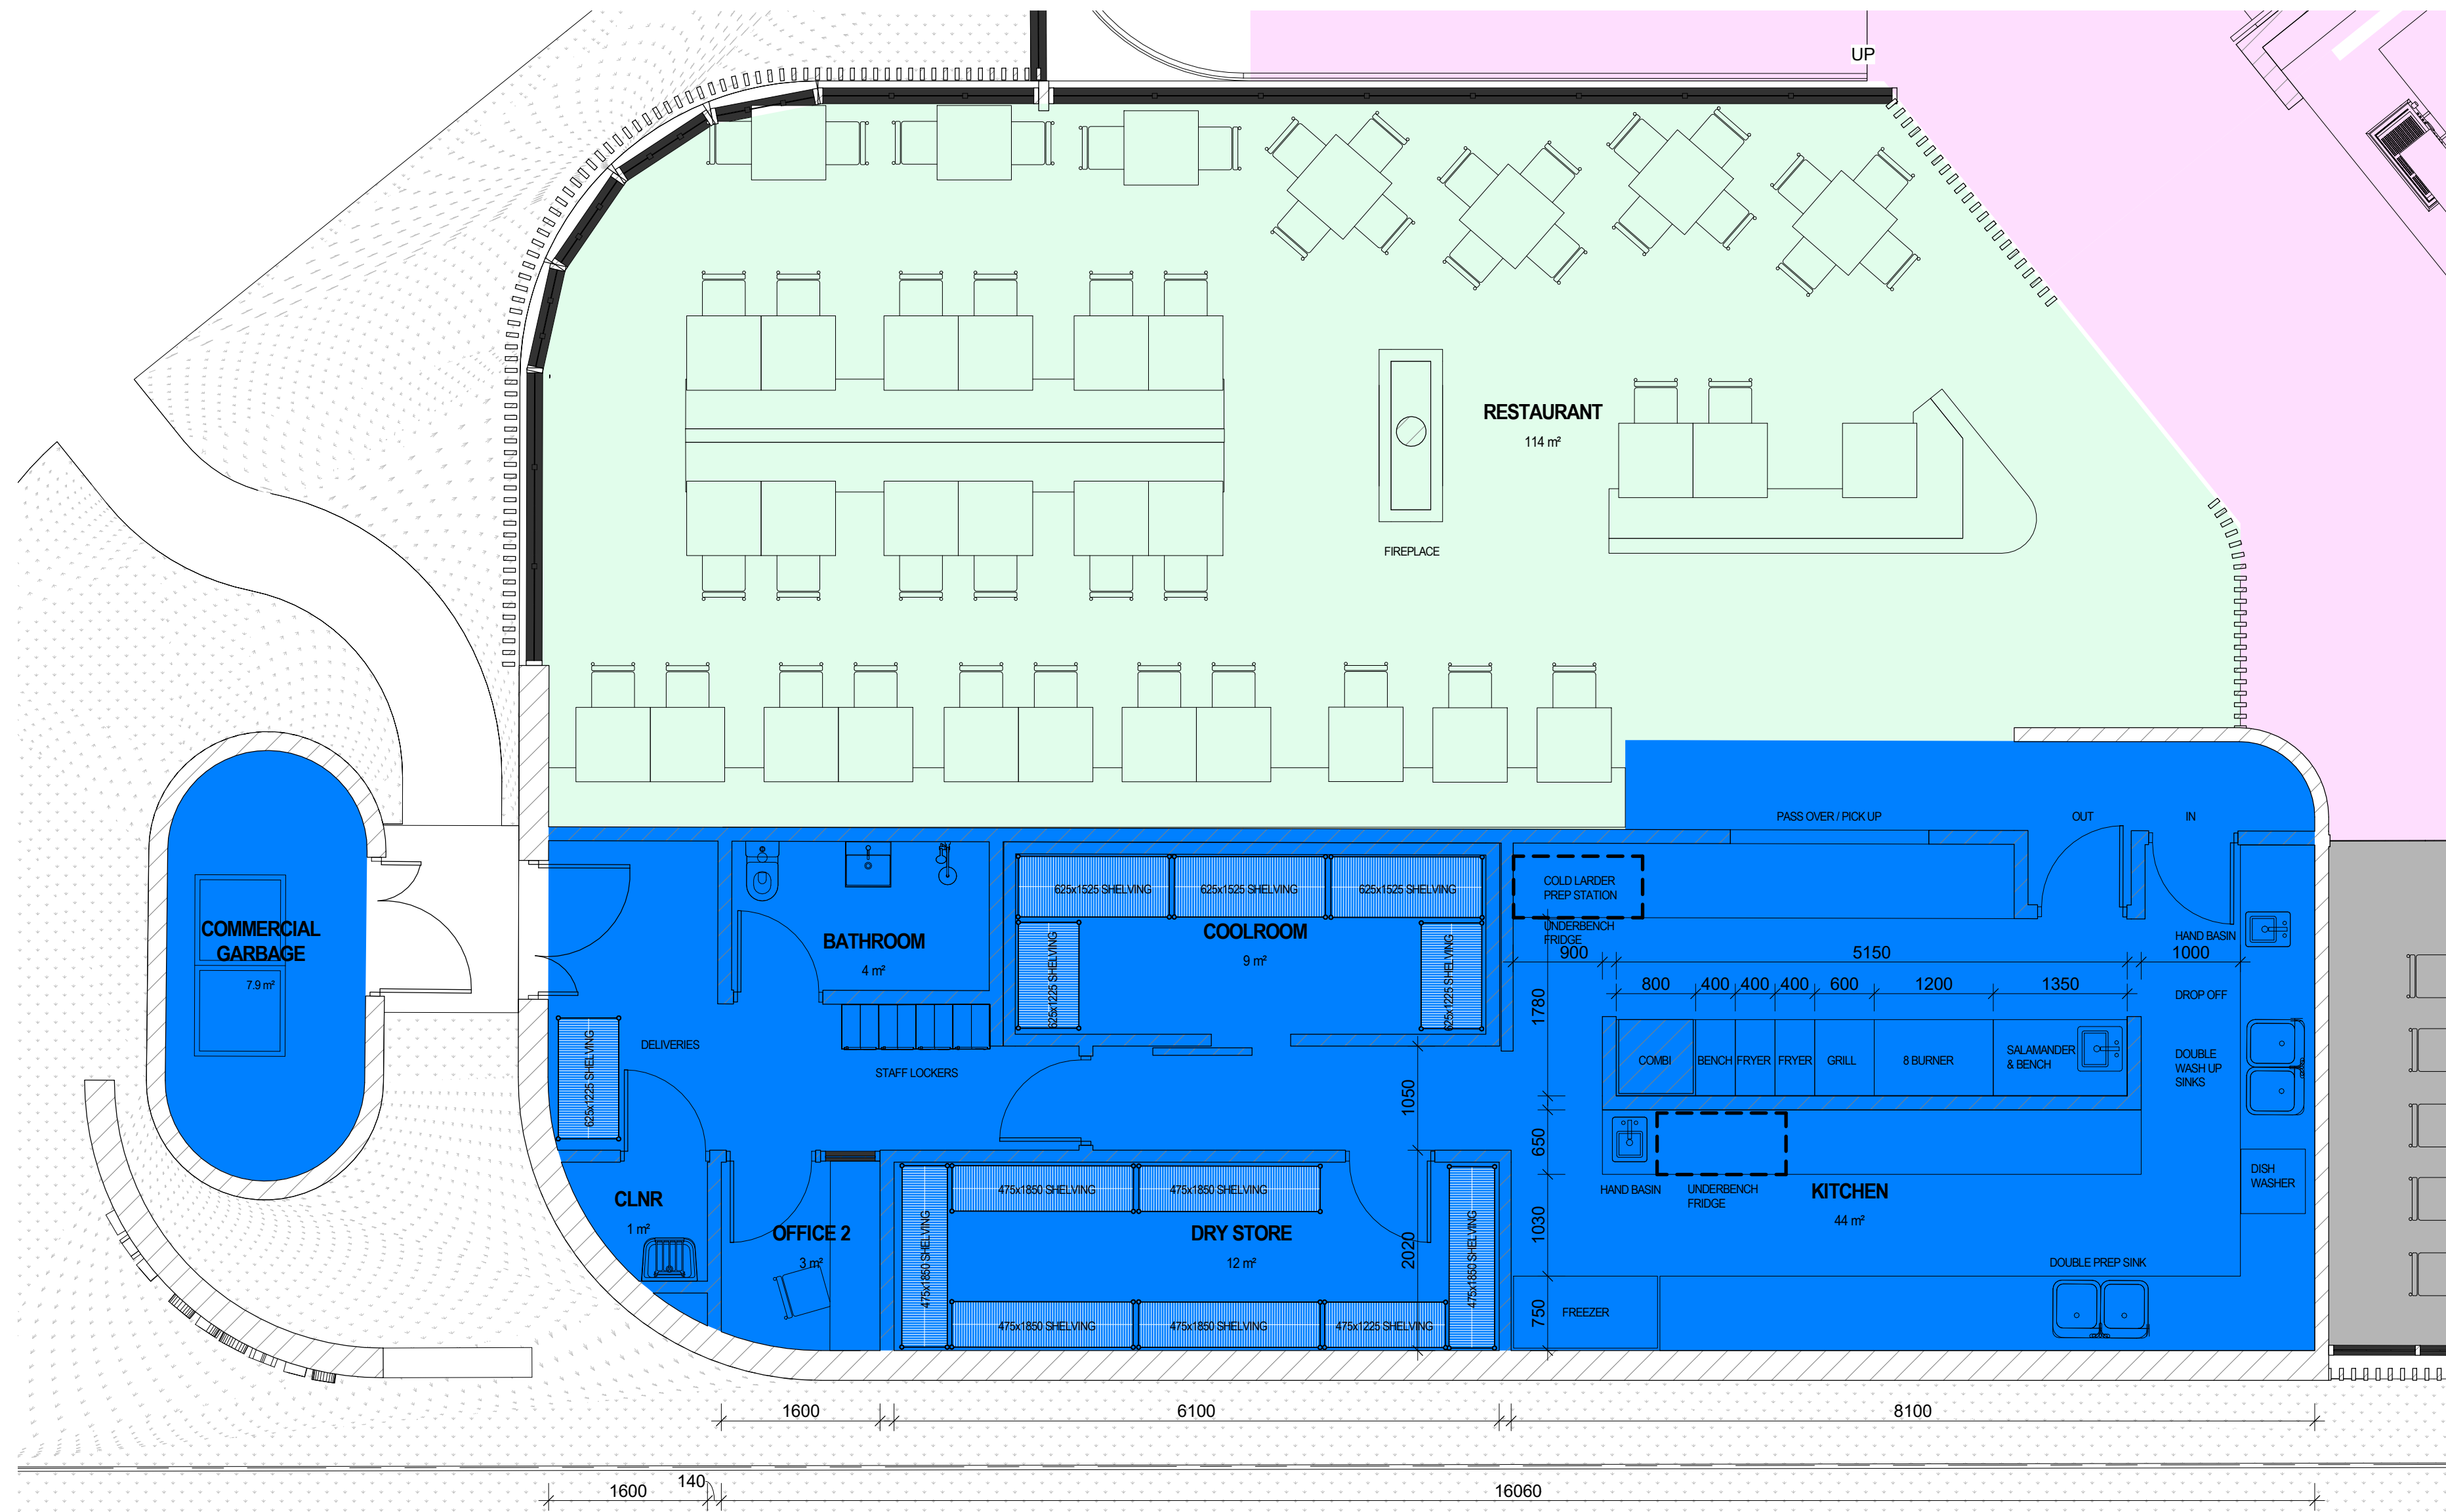 UP
RESTAURANT
114 m²
FIREPLACE
PASS OVER / PICK UP
OUT
IN
COMMERCIAL
GARBAGE
7.9 m²
BATHROOM
4 m²
625x1525 SHELVING
625x1525 SHELVING
625x1525 SHELVING
COOLROOM
9 m²
625x1225 SHELVING
625x1225 SHELVING
COLD LARDER
PREP STATION
UNDERBENCH
FRIDGE
HAND BASIN
900
5150
1000
800
400
400
400
600
1200
1350
1780
DROP OFF
DELIVERIES
625x1225 SHELVING
STAFF LOCKERS
COMBI
BENCH
FRYER
FRYER
GRILL
8 BURNER
SALAMANDER
& BENCH
DOUBLE
WASH UP
SINKS
1050
650
CLNR
1 m²
OFFICE 2
3 m²
475x1850 SHELVING
475x1850 SHELVING
475x1850 SHELVING
DRY STORE
12 m²
2020
475x1850 SHELVING
475x1850 SHELVING
475x1850 SHELVING
475x1225 SHELVING
HAND BASIN
UNDERBENCH
FRIDGE
KITCHEN
44 m²
DISH
WASHER
1030
DOUBLE PREP SINK
750
FREEZER
1600
6100
8100
1600
140
16060